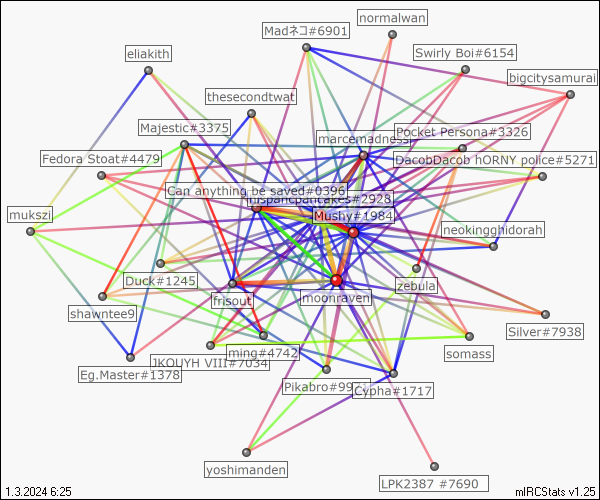 normalwan
Madネコ#6901
Swirly Boi#6154
eliakith
bigcitysamurai
thesecondtwat
Majestic#3375
Pocket Persona#3326
marcemadness
Fedora Stoat#4479
DacobDacob hORNY police#5271
Can anything be saved#0396
hispanicpancakes#2928
mukszi
Mushy#1984
neokingghidorah
Duck#1245
zebula
frisout
moonraven
shawntee9
Silver#7938
ming#4742
somass
JKOUYH VIII#7034
Eg.Master#1378
Pikabro#99
Cypha#1717
yoshimanden
LPK2387 #7690
1.3.2024 6:25
mIRCStats v1.25